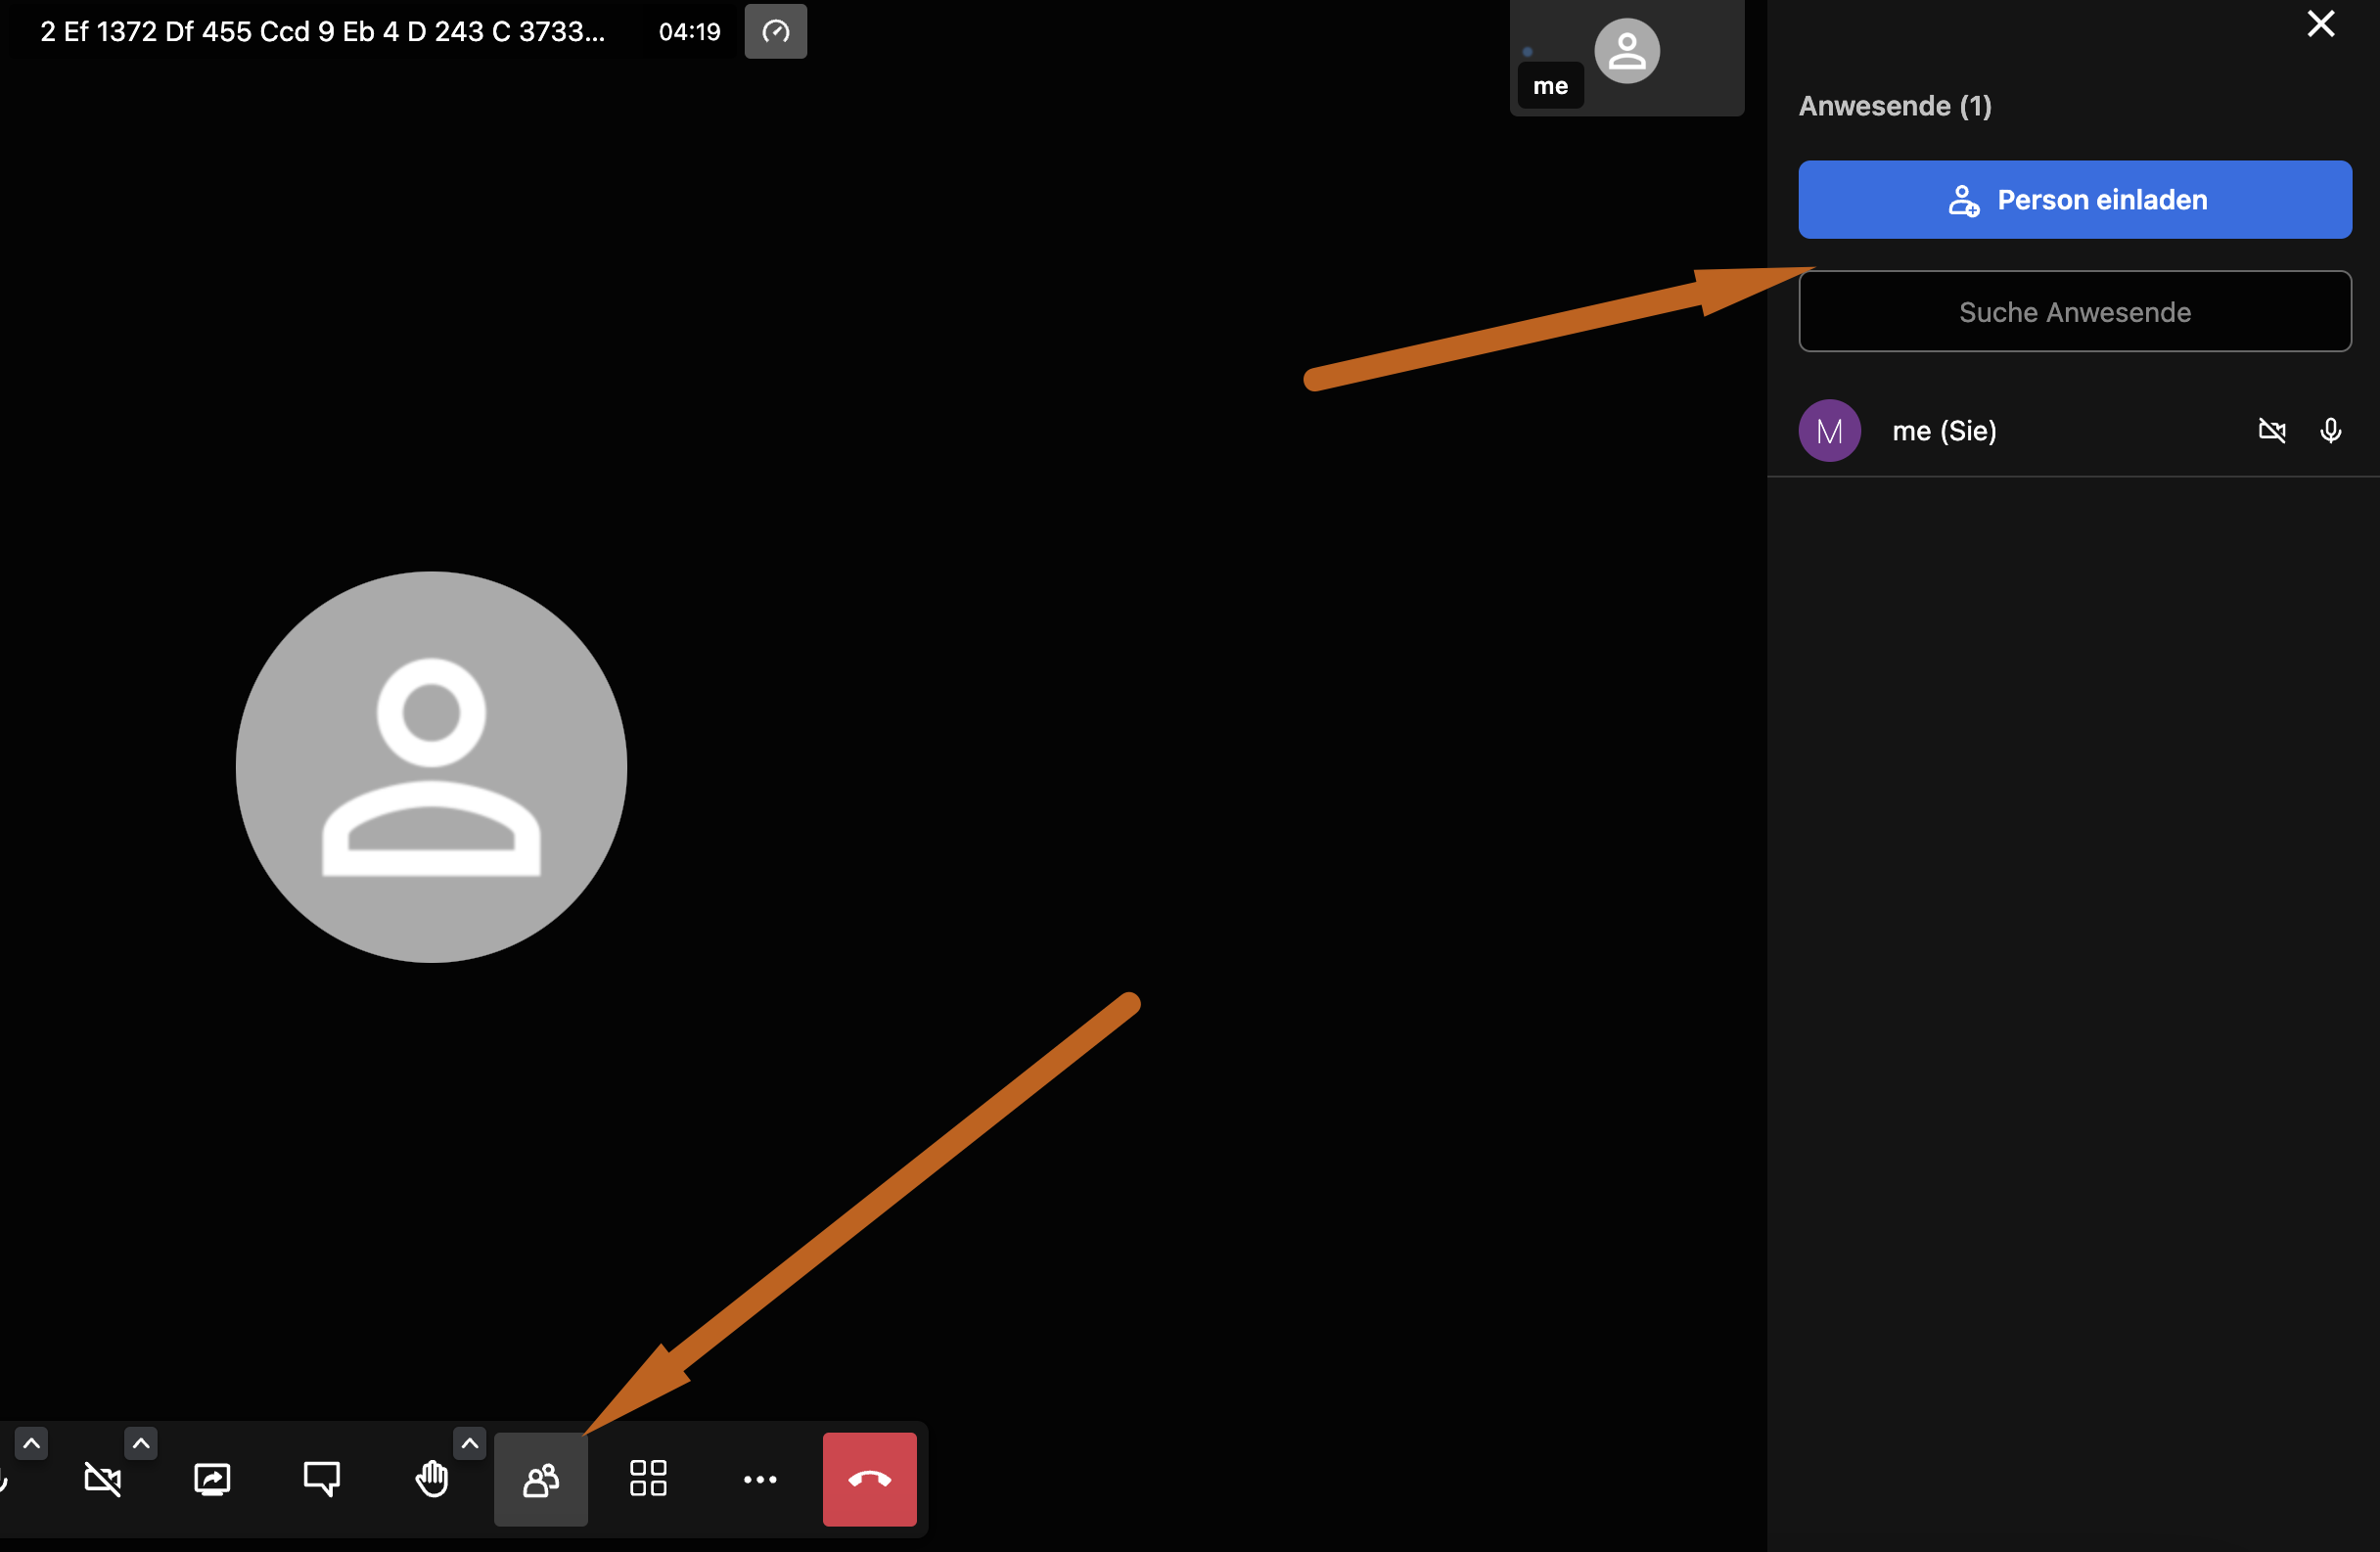 2 Ef 1372 Df 455 Ccd 9 Eb 4 D 243 C 3733...
04:19
me
Anwesende (1)
Person einladen
Suche Anwesende
M
me (Sie)